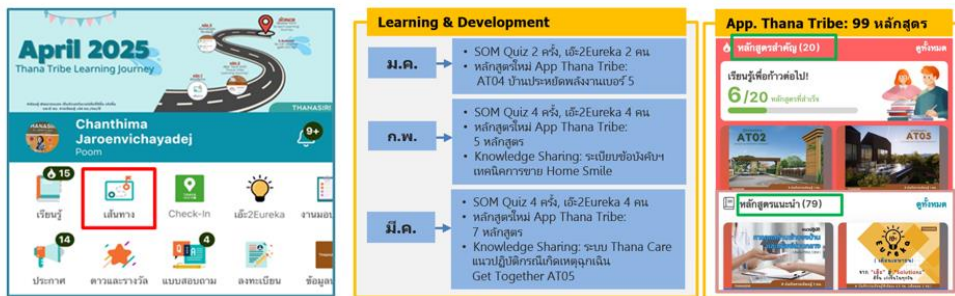 April 2025
Thana Tribe Learning Journey
THANASIRI
Chanthima
Jaroenvichayadej
Poom
9+
15
เรียนรู้
เส้นทาง
Check-In
เอ๊ะ2Eureka
14
ประกาศ
ดาวและรางวัล
4
แบบสอบถาม
ลงทะเบียน
Learning & Development
ม.ค.
• SOM Quiz 2 ครั้ง, เอ๊ะ2Eureka 2 คน
• หลักสูตรใหม่ App Thana Tribe:
AT04 บ้านประหยัดพลังงานเบอร์ 5
ก.พ.
• SOM Quiz 4 ครั้ง, เอ๊ะ2Eureka 4 คน
• หลักสูตรใหม่ App Thana Tribe:
5 หลักสูตร
• Knowledge Sharing: ระเบียบข้อบังคับฯ
เทคนิคการขาย Home Smile
มี.ค.
• SOM Quiz 4 ครั้ง, เอ๊ะ2Eureka 4 คน
• หลักสูตรใหม่ App Thana Tribe:
7 หลักสูตร
• Knowledge Sharing: ระบบ Thana Care
แนวปฏิบัติกรณีเกิดเหตุฉุกเฉิน
Get Together AT05
App. Thana Tribe: 99 หลักสูตร
หลักสูตรสำคัญ (20)
ดูทั้งหมด
เรียนรู้เพื่อก้าวต่อไป!
6/20 หลักสูตรที่สำเร็จ
AT02
AT05
หลักสูตรแนะนำ (79)
ดูทั้งหมด
EUREKA